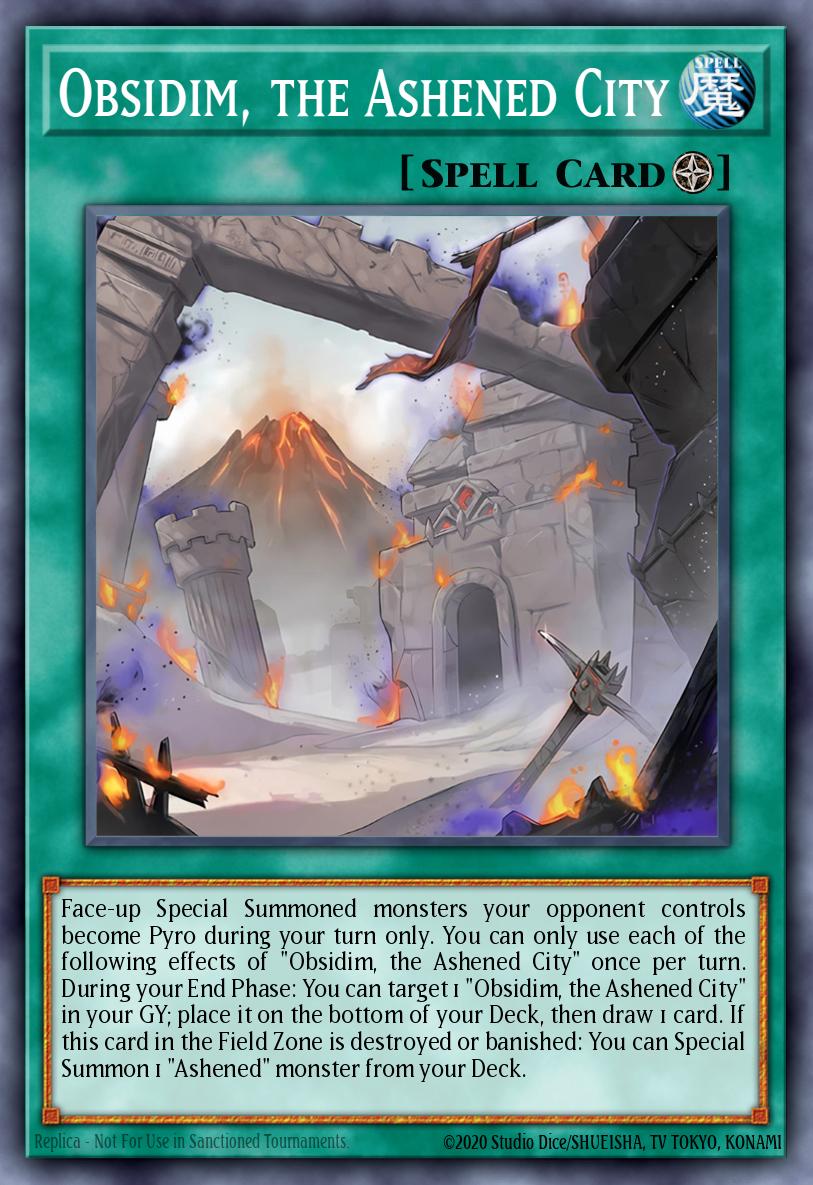 Obsidim, the Ashened City
SPELL
魔
[Spell Card]
Face-up Special Summoned monsters your opponent controls
become Pyro during your turn only. You can only use each of the
following effects of "Obsidim, the Ashened City" once per turn.
During your End Phase: You can target 1 "Obsidim, the Ashened City"
in your GY; place it on the bottom of your Deck, then draw 1 card. If
this card in the Field Zone is destroyed or banished: You can Special
Summon 1 "Ashened" monster from your Deck.
Replica - Not For Use in Sanctioned Tournaments.
©2020 Studio Dice/SHUEISHA, TV TOKYO, KONAMI